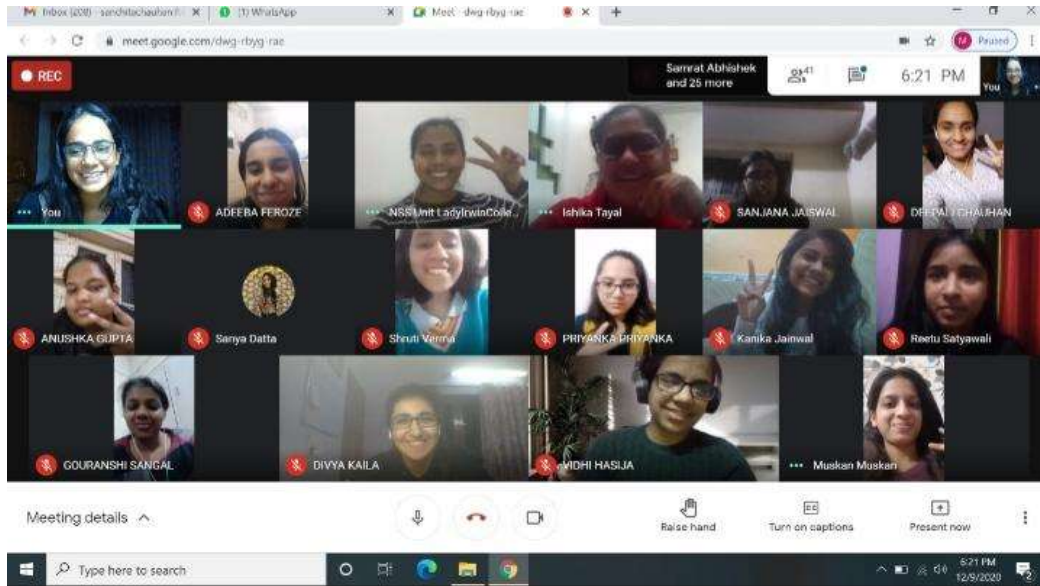 Inbox (208) - sanchitachauhan
(1) WhatsApp
Meet - dwg-rbyg-rae
meet.google.com/dwg-rbyg-rae
M
Paused
REC
Samrat Abhishek
and 25 more
41
6:21 PM
You
You
ADEEBA FEROZE
NSS Unit LadyIrwinColle...
Ishika Tayal
SANJANA JAISWAL
DEEPALI CHAUHAN
ANUSHKA GUPTA
Sanya Datta
Shruti Verma
PRIYANKA PRIYANKA
Kanika Jainwal
Reetu Satyawali
GOURANSHI SANGAL
DIVYA KAILA
VIDHI HASIJA
Muskan Muskan
Meeting details
Raise hand
Turn on captions
Present now
Type here to search
6:21 PM
12/9/2020
2